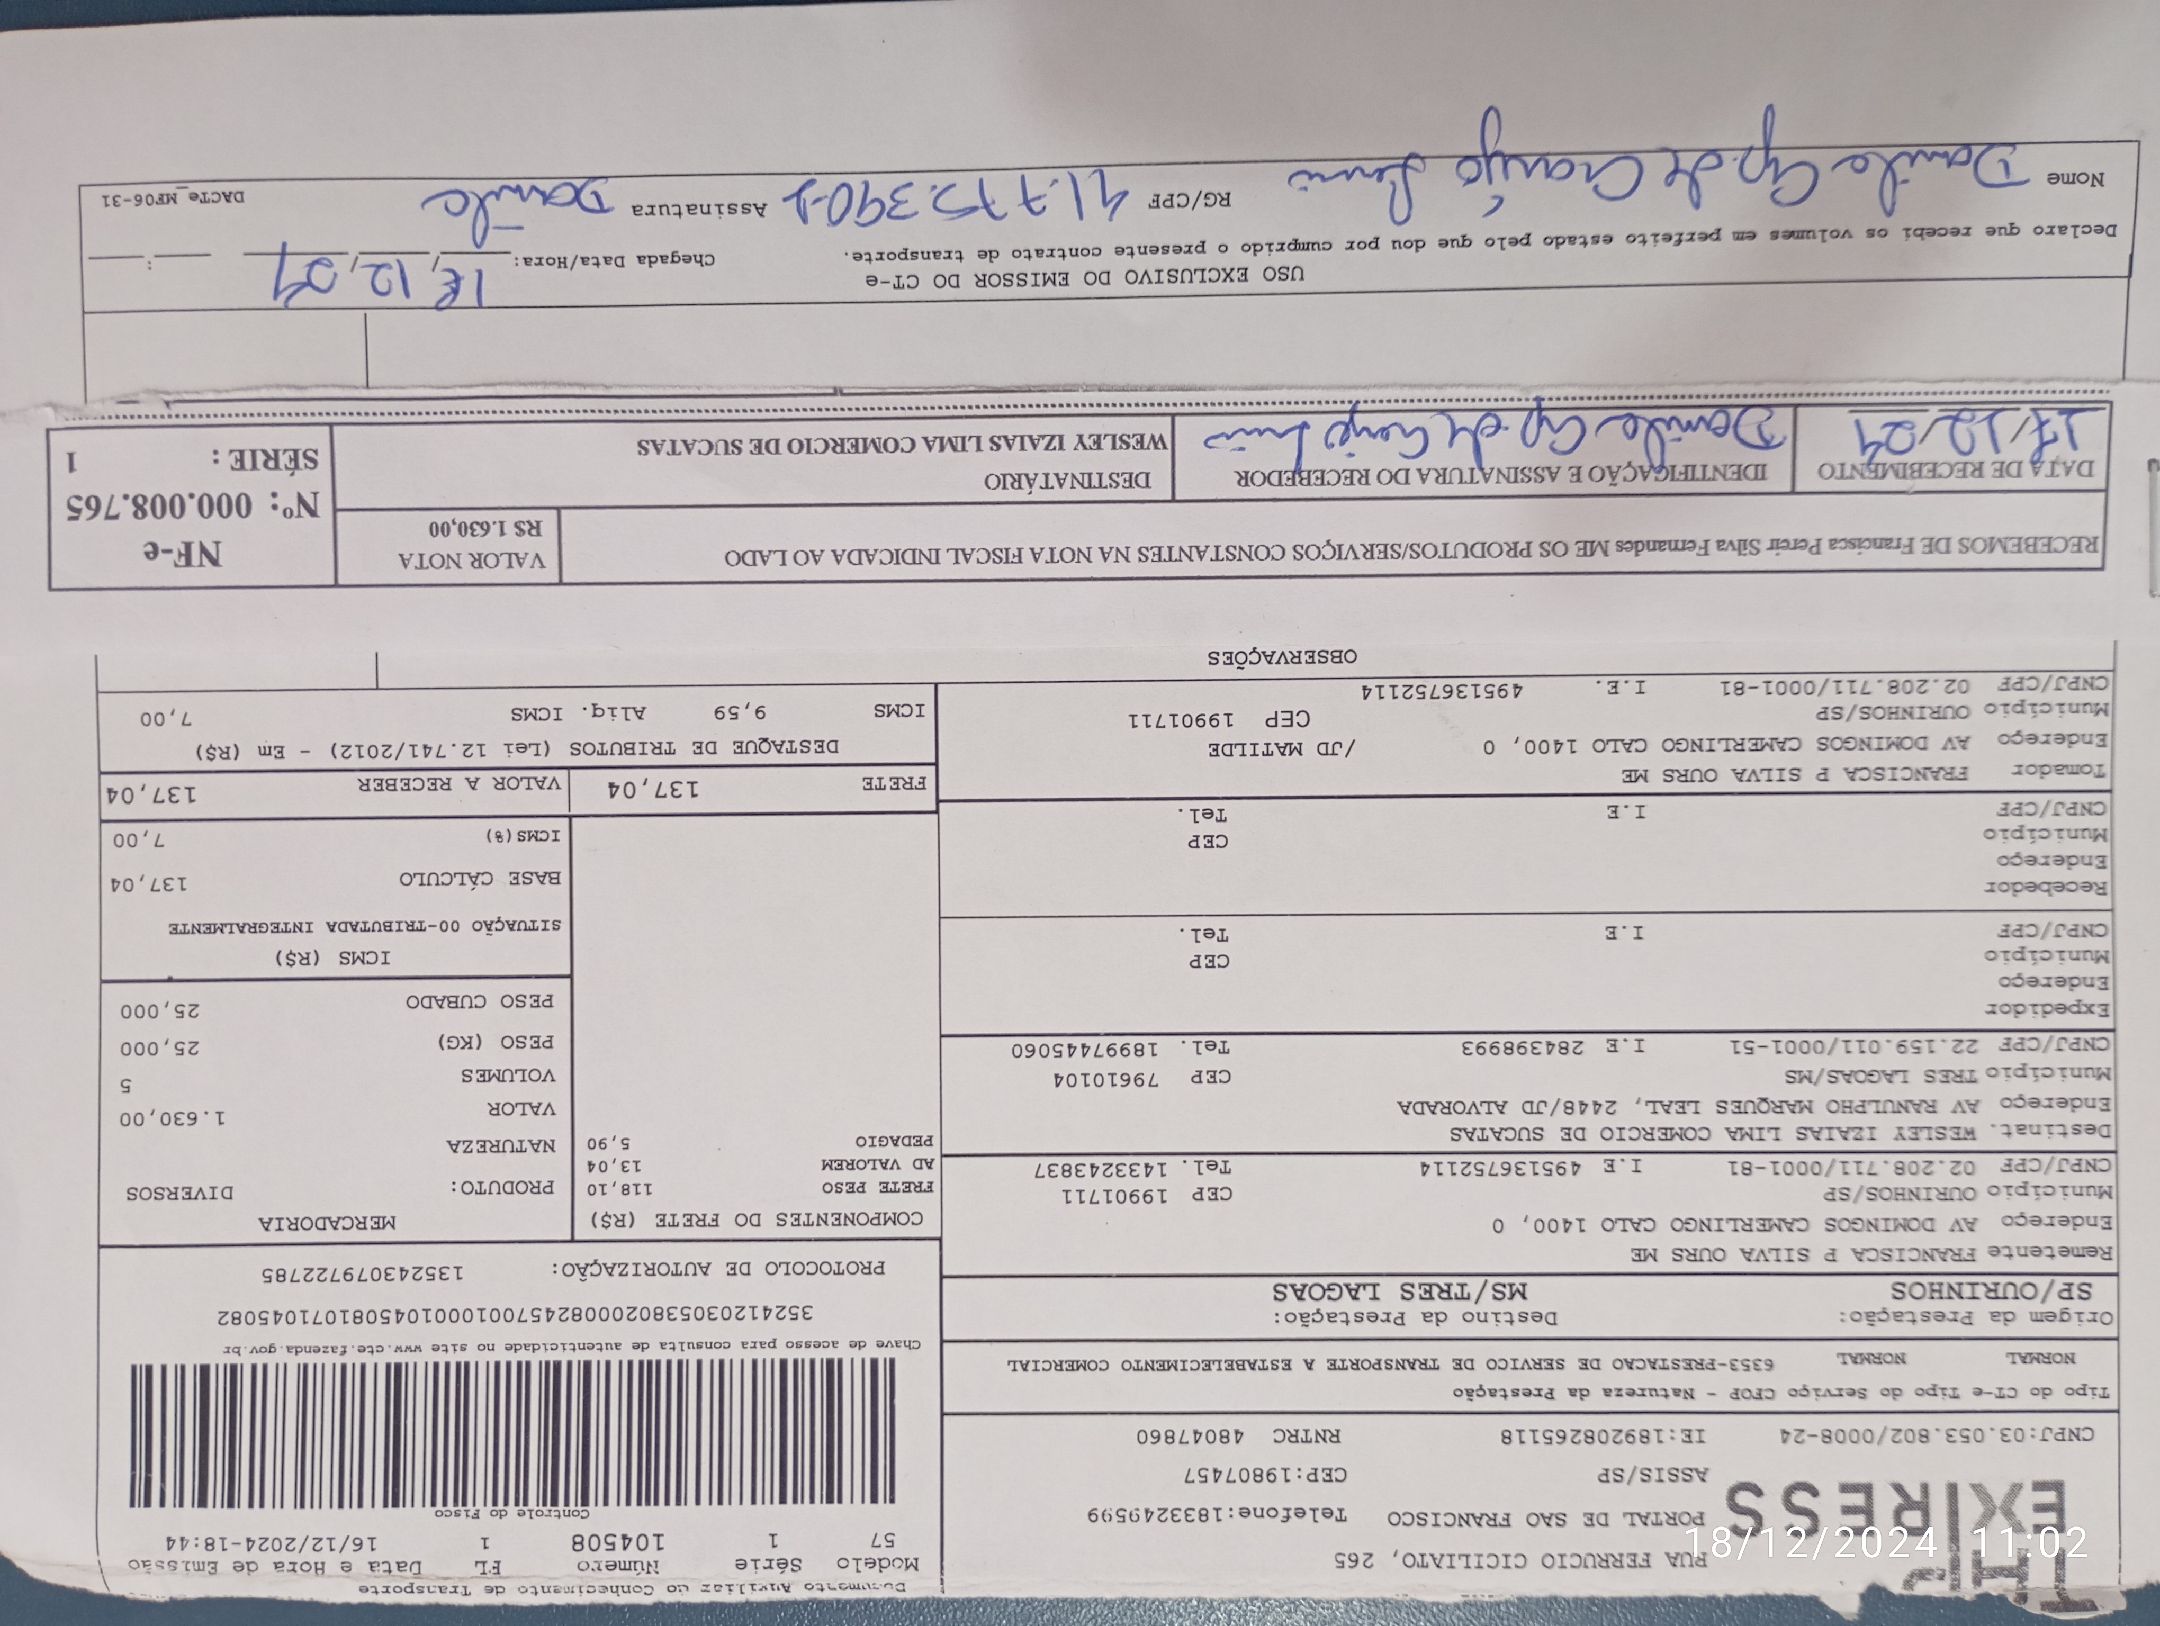 Documento Auxiliar do Conhecimento de Transporte
Modelo Série Número FL Data e Hora de Emissão
57 1 104508 1 16/12/2024-18:44
Controle do Fisco
EXPRESS
RUA FERRUCIO CICILIATO, 265
PORTAL DE SAO FRANCISCO Telefone:1833249599
ASSIS/SP CEP:19807457
CNPJ:03.053.802/0008-24 IE:189208265118 RNTRC 48047860
Tipo do CT-e Tipo do Serviço CFOP - Natureza da Prestação
NORMAL NORMAL 6353-PRESTACAO DE SERVICO DE TRANSPORTE A ESTABELECIMENTO COMERCIAL
Chave de acesso para consulta de autenticidade no site www.cte.fazenda.gov.br
35241203053802000824570010001045081071045082
PROTOCOLO DE AUTORIZAÇÃO: 135243079722785
Origem da Prestação: Destino da Prestação:
SP/OURINHOS MS/TRES LAGOAS
Remetente FRANCISCA P SILVA OURS ME
Endereço AV DOMINGOS CAMERLINGO CALO 1400, 0
Município OURINHOS/SP CEP 19901711
CNPJ/CPF 02.208.711/0001-81 I.E 495136752114 Tel. 1433243837
Destinat. WESLEY IZAIAS LIMA COMERCIO DE SUCATAS
Endereço AV RANULPHO MARQUES LEAL, 2448/JD ALVORADA
Município TRES LAGOAS/MS CEP 79610104
CNPJ/CPF 22.159.011/0001-51 I.E 284398993 Tel. 18997445060
Expedidor
Endereço
Município CEP
CNPJ/CPF I.E Tel.
Recebedor
Endereço
Município CEP
CNPJ/CPF I.E Tel.
Tomador FRANCISCA P SILVA OURS ME
Endereço AV DOMINGOS CAMERLINGO CALO 1400, 0 /JD MATILDE
Município OURINHOS/SP CEP 19901711
CNPJ/CPF 02.208.711/0001-81 I.E. 495136752114
COMPONENTES DO FRETE (R$)
FRETE PESO 118,10
AD VALOREM 13,04
PEDAGIO 5,90
MERCADORIA
PRODUTO: DIVERSOS
NATUREZA
VALOR 1.630,00
VOLUMES 5
PESO (KG) 25,000
PESO CUBADO 25,000
ICMS (R$)
SITUAÇÃO 00-TRIBUTADA INTEGRALMENTE
BASE CÁLCULO 137,04
ICMS(%) 7,00
FRETE 137,04 VALOR A RECEBER 137,04
DESTAQUE DE TRIBUTOS (Lei 12.741/2012) - Em (R$)
ICMS 9,59 Aliq. ICMS 7,00
OBSERVAÇÕES
RECEBEMOS DE Francisca Pereir Silva Fernandes ME OS PRODUTOS/SERVIÇOS CONSTANTES NA NOTA FISCAL INDICADA AO LADO
VALOR NOTA
R$ 1.630,00
NF-e
Nº: 000.008.765
SÉRIE: 1
DATA DE RECEBIMENTO
IDENTIFICAÇÃO E ASSINATURA DO RECEBEDOR
Danilo Ap. de
DESTINATÁRIO
WESLEY IZAIAS LIMA COMERCIO DE SUCATAS
USO EXCLUSIVO DO EMISSOR DO CT-e
Declaro que recebi os volumes em perfeito estado pelo que dou por cumprido o presente contrato de transporte.
Chegada Data/Hora:
Nome Danilo Ap. de RG/CPF Assinatura Danilo
DACTe_MF06-31
18/12/2024 11:02